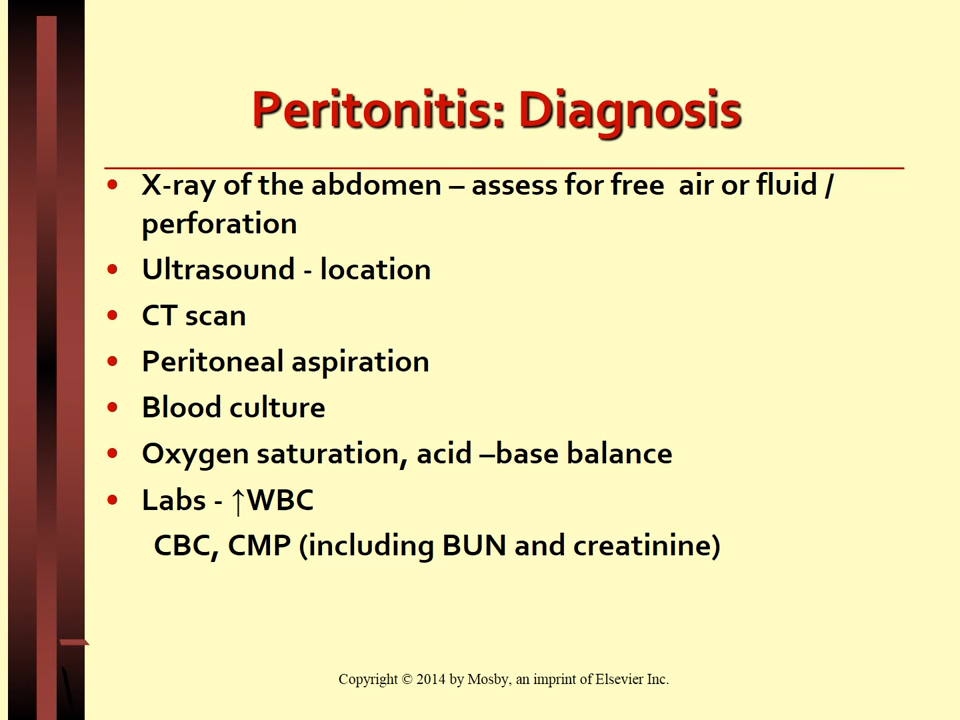 Peritonitis: Diagnosis
• X-ray of the abdomen – assess for free  air or fluid /
perforation
• Ultrasound - location
• CT scan
• Peritoneal aspiration
• Blood culture
• Oxygen saturation, acid –base balance
• Labs - ↑WBC
CBC, CMP (including BUN and creatinine)
Copyright © 2014 by Mosby, an imprint of Elsevier Inc.